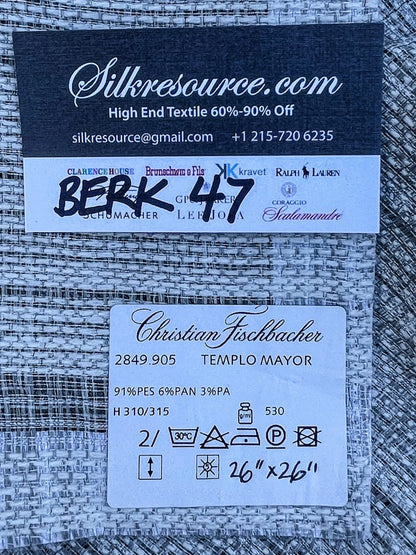 Silkresource.com
High End Textile 60%-90% Off
silkresource@gmail.com +1 215-720 6235
CLARENCE HOUSE Brunschwig & Fils kravet RALPH LAUREN
BERK 47
SCHUMACHER LEE JOFA CORAGGIO Scalamandre
Christian Fischbacher
2849.905 TEMPLO MAYOR
91%PES 6%PAN 3%PA
H 310/315 g/m 530
2/ 30°C P
26" x 26"